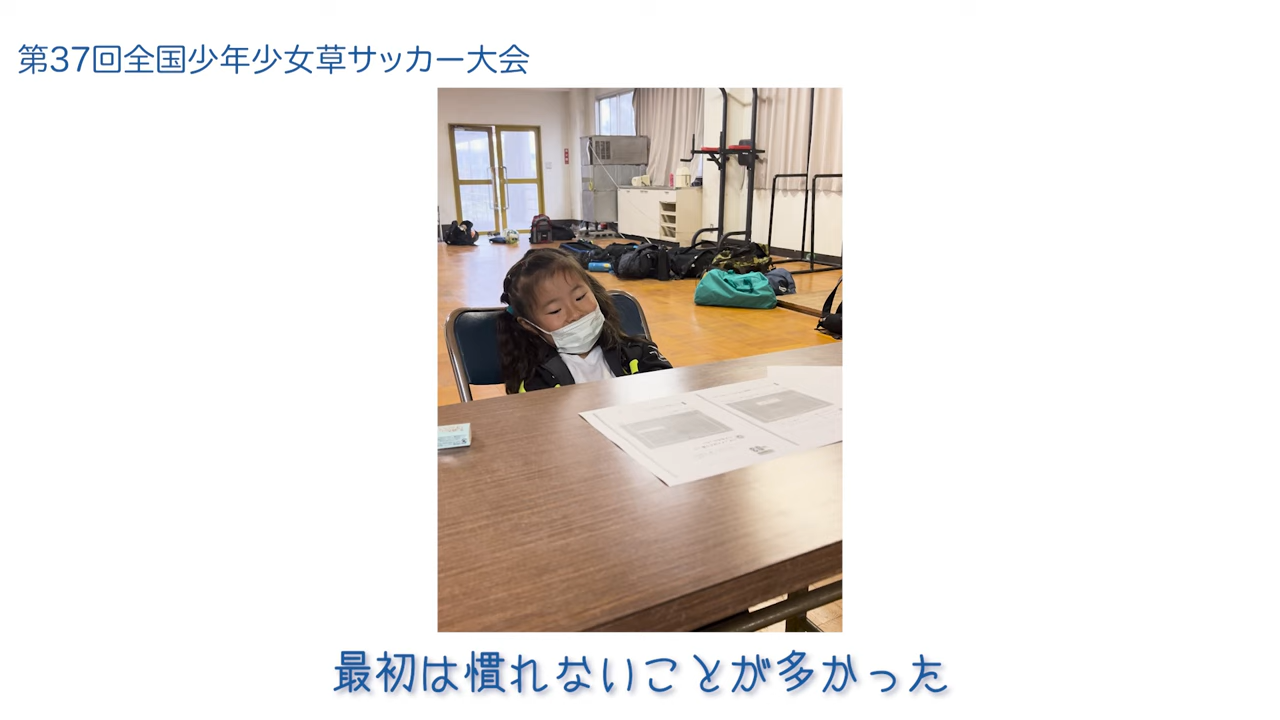 第37回全国少年少女草サッカー大会
最初は慣れないことが多かった